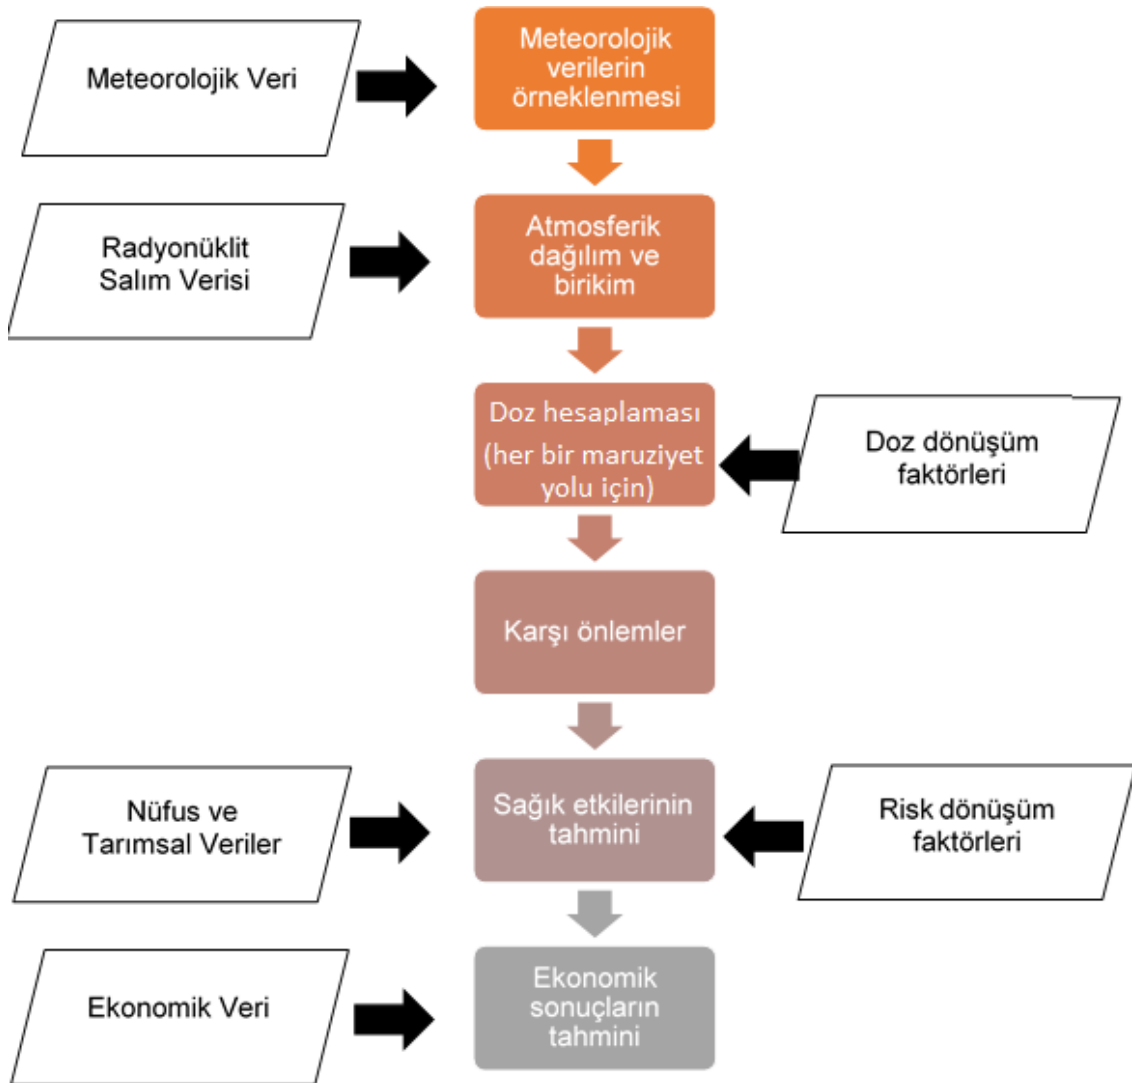 Meteorolojik Veri
Meteorolojik
verilerin
örneklenmesi
Radyonüklit
Salım Verisi
Atmosferik
dağılım ve
birikim
Doz hesaplaması
(her bir maruziyet
yolu için)
Doz dönüşüm
faktörleri
Karşı önlemler
Nüfus ve
Tarımsal Veriler
Sağık etkilerinin
tahmini
Risk dönüşüm
faktörleri
Ekonomik Veri
Ekonomik
sonuçların
tahmini